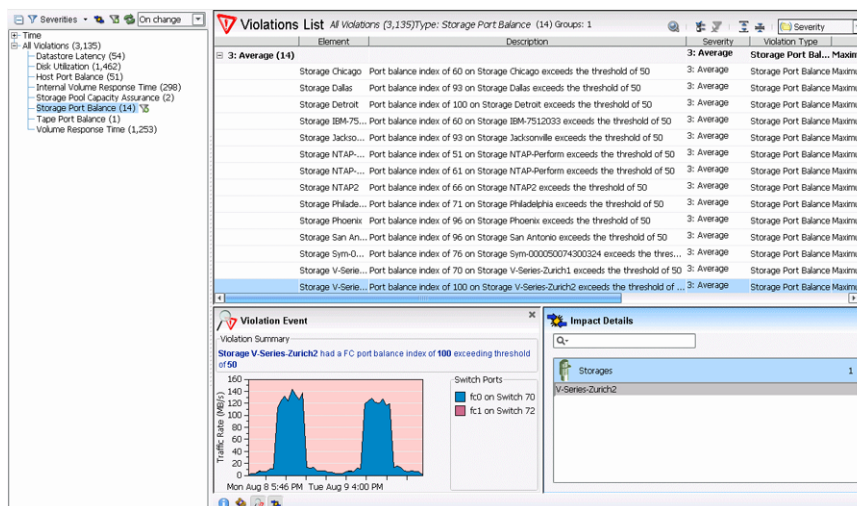 Severities
On change
Time
All Violations (3,135)
Datastore Latency (54)
Disk Utilization (1,462)
Host Port Balance (51)
Internal Volume Response Time (298)
Storage Pool Capacity Assurance (2)
Storage Port Balance (14)
Tape Port Balance (1)
Volume Response Time (1,253)
Violations List All Violations (3,135)Type: Storage Port Balance (14) Groups: 1
Severity
Element Description Severity Violation Type
3: Average (14) 3: Average Storage Port Bal... Maxim
Storage Chicago Port balance index of 60 on Storage Chicago exceeds the threshold of 50 3: Average Storage Port Balance Maximu
Storage Dallas Port balance index of 93 on Storage Dallas exceeds the threshold of 50 3: Average Storage Port Balance Maximu
Storage Detroit Port balance index of 100 on Storage Detroit exceeds the threshold of 50 3: Average Storage Port Balance Maximu
Storage IBM-75... Port balance index of 60 on Storage IBM-7512033 exceeds the threshold of 50 3: Average Storage Port Balance Maximu
Storage Jackso... Port balance index of 93 on Storage Jacksonville exceeds the threshold of 50 3: Average Storage Port Balance Maximu
Storage NTAP-... Port balance index of 51 on Storage NTAP-Perform exceeds the threshold of 50 3: Average Storage Port Balance Maximu
Storage NTAP-... Port balance index of 61 on Storage NTAP-Perform exceeds the threshold of 50 3: Average Storage Port Balance Maximu
Storage NTAP2 Port balance index of 66 on Storage NTAP2 exceeds the threshold of 50 3: Average Storage Port Balance Maximu
Storage Philade... Port balance index of 71 on Storage Philadelphia exceeds the threshold of 50 3: Average Storage Port Balance Maximu
Storage Phoenix Port balance index of 96 on Storage Phoenix exceeds the threshold of 50 3: Average Storage Port Balance Maximu
Storage San An... Port balance index of 96 on Storage San Antonio exceeds the threshold of 50 3: Average Storage Port Balance Maximu
Storage Sym-0... Port balance index of 76 on Storage Sym-000050074300324 exceeds the thres... 3: Average Storage Port Balance Maximu
Storage V-Serie... Port balance index of 70 on Storage V-Series-Zurich1 exceeds the threshold of 50 3: Average Storage Port Balance Maximu
Storage V-Serie... Port balance index of 100 on Storage V-Series-Zurich2 exceeds the threshold of ... 3: Average Storage Port Balance Maximu
Violation Event
Violation Summary
Storage V-Series-Zurich2 had a FC port balance index of 100 exceeding threshold
of 50
Traffic Rate (MB/s)
160
140
120
100
80
60
40
20
0
Mon Aug 8 5:46 PM Tue Aug 9 4:00 PM
Switch Ports
fc0 on Switch 70
fc1 on Switch 72
Impact Details
Storages 1
V-Series-Zurich2